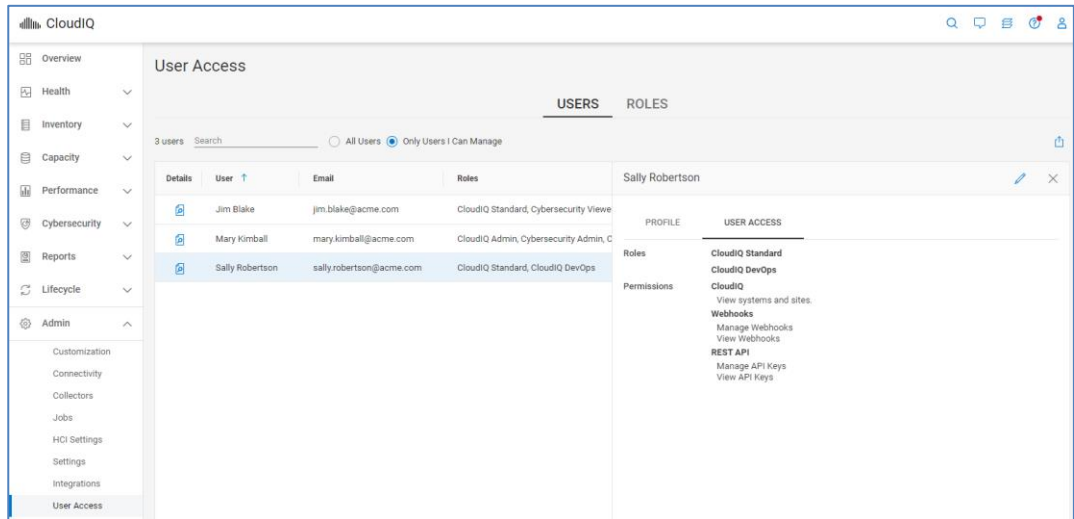 CloudIQ
Overview
Health
Inventory
Capacity
Performance
Cybersecurity
Reports
Lifecycle
Admin
Customization
Connectivity
Collectors
Jobs
HCI Settings
Settings
Integrations
User Access
User Access
USERS ROLES
3 users Search All Users Only Users I Can Manage
Details User Email Roles
Jim Blake jim.blake@acme.com CloudIQ Standard, Cybersecurity Viewe
Mary Kimball mary.kimball@acme.com CloudIQ Admin, Cybersecurity Admin, C
Sally Robertson sally.robertson@acme.com CloudIQ Standard, CloudIQ DevOps
Sally Robertson
PROFILE USER ACCESS
Roles CloudIQ Standard
CloudIQ DevOps
Permissions CloudIQ
View systems and sites.
Webhooks
Manage Webhooks
View Webhooks
REST API
Manage API Keys
View API Keys